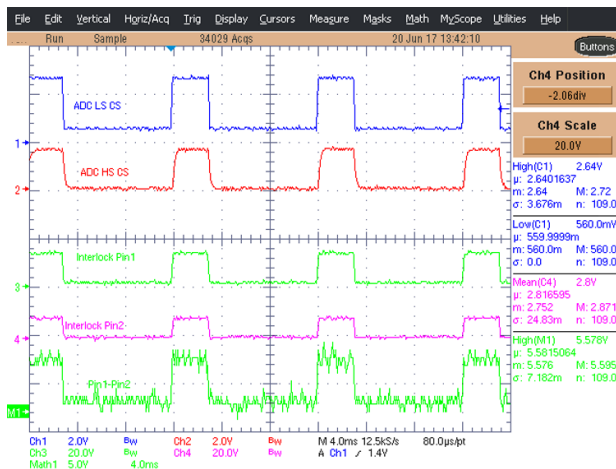 File Edit Vertical Horiz/Acq Trig Display Cursors Measure Masks Math MyScope Utilities Help
Run Sample 34029 Acqs 20 Jun 17 13:42:10
Buttons
Ch4 Position
-2.06div
Ch4 Scale
20.0V
ADC LS CS
1
ADC HS CS
2
Interlock Pin1
3
Interlock Pin2
4
Pin1-Pin2
M1
High(C1) 2.64V
µ: 2.6401637
m: 2.64 M: 2.72
σ: 3.676m n: 109.0
Low(C1) 560.0mV
µ: 559.9999m
m: 560.0m M: 560.0
σ: 0.0 n: 109.0
Mean(C4) 2.8V
µ: 2.816595
m: 2.752 M: 2.871
σ: 24.83m n: 109.0
High(M1) 5.578V
µ: 5.5815064
m: 5.576 M: 5.595
σ: 7.182m n: 109.0
Ch1 2.0V Bw Ch2 2.0V Bw M 4.0ms 12.5kS/s 80.0µs/pt
Ch3 20.0V Bw Ch4 20.0V Bw A Ch1 ∕ 1.4V
Math1 5.0V 4.0ms